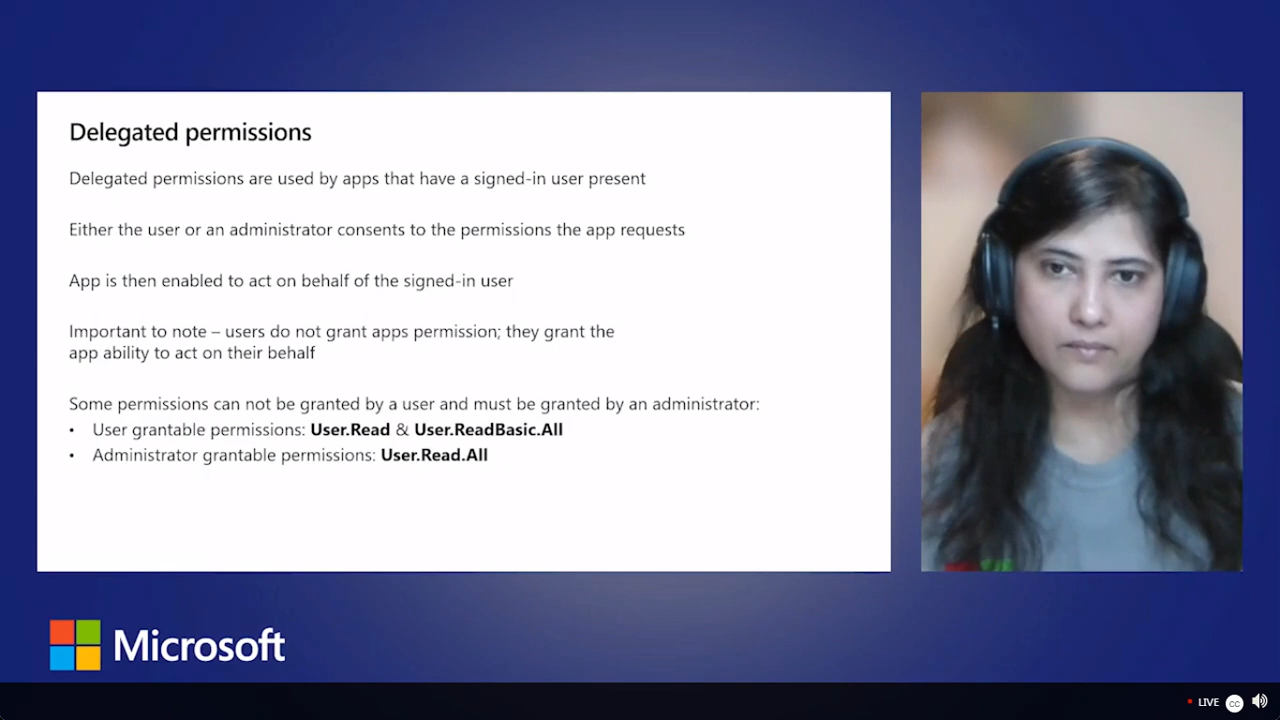 Delegated permissions
Delegated permissions are used by apps that have a signed-in user present
Either the user or an administrator consents to the permissions the app requests
App is then enabled to act on behalf of the signed-in user
Important to note – users do not grant apps permission; they grant the
app ability to act on their behalf
Some permissions can not be granted by a user and must be granted by an administrator:
• User grantable permissions: User.Read & User.ReadBasic.All
• Administrator grantable permissions: User.Read.All
Microsoft
LIVE CC